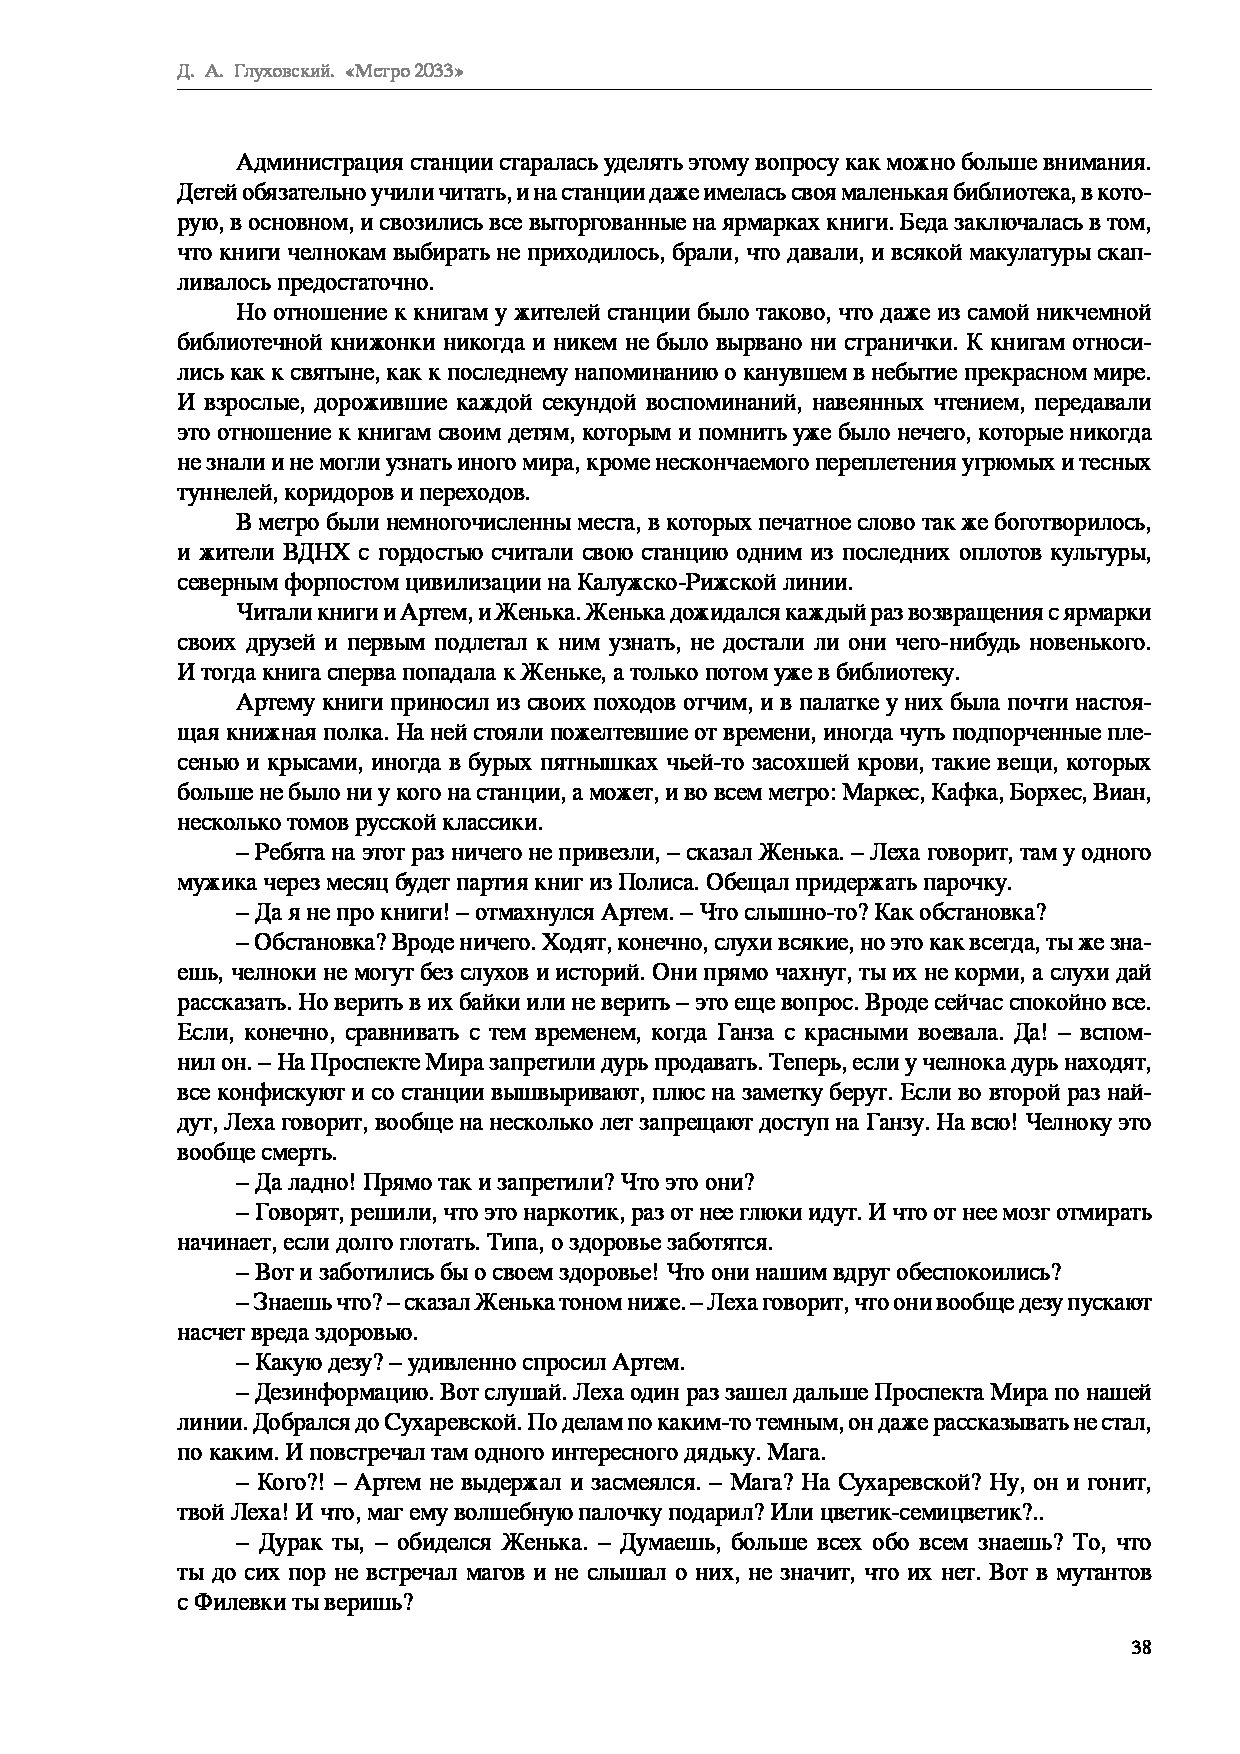 Д. А. Глуховский. «Метро 2033»
Администрация станции старалась уделять этому вопросу как можно больше внимания.
Детей обязательно учили читать, и на станции даже имелась своя маленькая библиотека, в кото-
рую, в основном, и свозились все выторгованные на ярмарках книги. Беда заключалась в том,
что книги челнокам выбирать не приходилось, брали, что давали, и всякой макулатуры скап-
ливалось предостаточно.
Но отношение к книгам у жителей станции было таково, что даже из самой никчемной
библиотечной книжонки никогда и никем не было вырвано ни странички. К книгам относи-
лись как к святыне, как к последнему напоминанию о канувшем в небытие прекрасном мире.
И взрослые, дорожившие каждой секундой воспоминаний, навеянных чтением, передавали
это отношение к книгам своим детям, которым и помнить уже было нечего, которые никогда
не знали и не могли узнать иного мира, кроме нескончаемого переплетения угрюмых и тесных
туннелей, коридоров и переходов.
В метро были немногочисленны места, в которых печатное слово так же боготворилось,
и жители ВДНХ с гордостью считали свою станцию одним из последних оплотов культуры,
северным форпостом цивилизации на Калужско-Рижской линии.
Читали книги и Артем, и Женька. Женька дожидался каждый раз возвращения с ярмарки
своих друзей и первым подлетал к ним узнать, не достали ли они чего-нибудь новенького.
И тогда книга сперва попадала к Женьке, а только потом уже в библиотеку.
Артему книги приносил из своих походов отчим, и в палатке у них была почти настоя-
щая книжная полка. На ней стояли пожелтевшие от времени, иногда чуть подпорченные пле-
сенью и крысами, иногда в бурых пятнышках чьей-то засохшей крови, такие вещи, которых
больше не было ни у кого на станции, а может, и во всем метро: Маркес, Кафка, Борхес, Виан,
несколько томов русской классики.
– Ребята на этот раз ничего не привезли, – сказал Женька. – Леха говорит, там у одного
мужика через месяц будет партия книг из Полиса. Обещал придержать парочку.
– Да я не про книги! – отмахнулся Артем. – Что слышно-то? Как обстановка?
– Обстановка? Вроде ничего. Ходят, конечно, слухи всякие, но это как всегда, ты же зна-
ешь, челноки не могут без слухов и историй. Они прямо чахнут, ты их не корми, а слухи дай
рассказать. Но верить в их байки или не верить – это еще вопрос. Вроде сейчас спокойно все.
Если, конечно, сравнивать с тем временем, когда Ганза с красными воевала. Да! – вспом-
нил он. – На Проспекте Мира запретили дурь продавать. Теперь, если у челнока дурь находят,
все конфискуют и со станции вышвыривают, плюс на заметку берут. Если во второй раз най-
дут, Леха говорит, вообще на несколько лет запрещают доступ на Ганзу. На всю! Челноку это
вообще смерть.
– Да ладно! Прямо так и запретили? Что это они?
– Говорят, решили, что это наркотик, раз от нее глюки идут. И что от нее мозг отмирать
начинает, если долго глотать. Типа, о здоровье заботятся.
– Вот и заботились бы о своем здоровье! Что они нашим вдруг обеспокоились?
– Знаешь что? – сказал Женька тоном ниже. – Леха говорит, что они вообще дезу пускают
насчет вреда здоровью.
– Какую дезу? – удивленно спросил Артем.
– Дезинформацию. Вот слушай. Леха один раз зашел дальше Проспекта Мира по нашей
линии. Добрался до Сухаревской. По делам по каким-то темным, он даже рассказывать не стал,
по каким. И повстречал там одного интересного дядьку. Мага.
– Кого?! – Артем не выдержал и засмеялся. – Мага? На Сухаревской? Ну, он и гонит,
твой Леха! И что, маг ему волшебную палочку подарил? Или цветик-семицветик?..
– Дурак ты, – обиделся Женька. – Думаешь, больше всех обо всем знаешь? То, что
ты до сих пор не встречал магов и не слышал о них, не значит, что их нет. Вот в мутантов
с Филевки ты веришь?
38